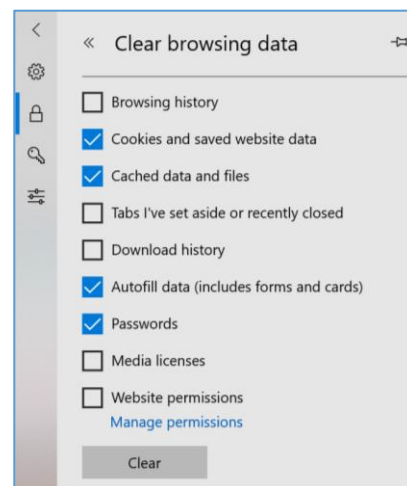 Clear browsing data
Browsing history
Cookies and saved website data
Cached data and files
Tabs I've set aside or recently closed
Download history
Autofill data (includes forms and cards)
Passwords
Media licenses
Website permissions
Manage permissions
Clear